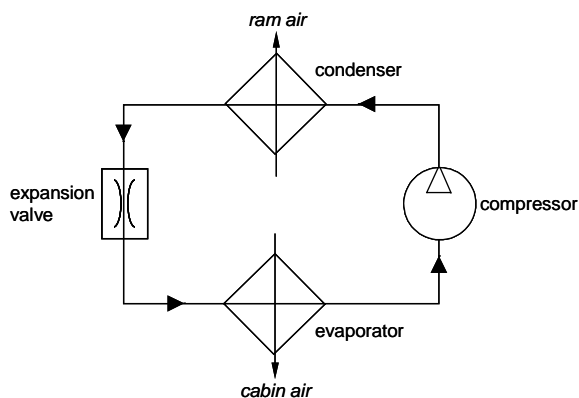 ram air
condenser
expansion
valve
compressor
evaporator
cabin air